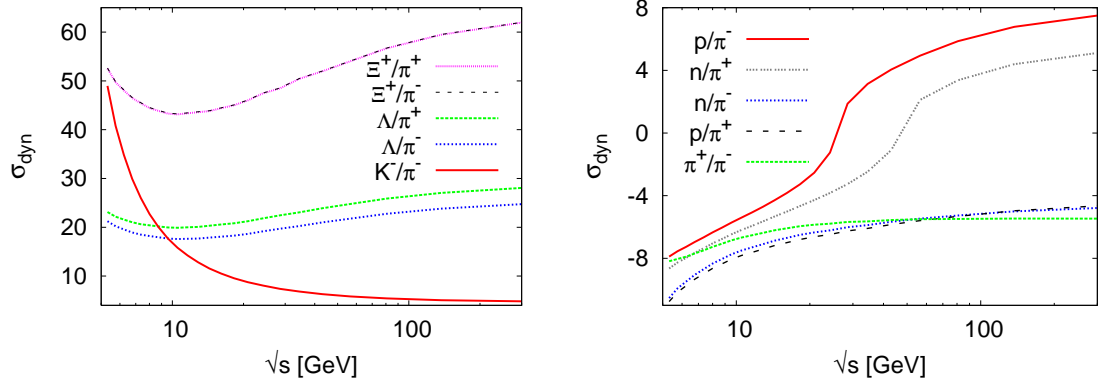 60
50
40
30
20
10
σdyn
10
100
√s [GeV]
Ξ⁺/π⁺
Ξ⁺/π⁻
Λ/π⁺
Λ/π⁻
K⁻/π⁻
8
4
0
-4
-8
σdyn
10
100
√s [GeV]
p/π⁻
n/π⁺
n/π⁻
p/π⁺
π⁺/π⁻